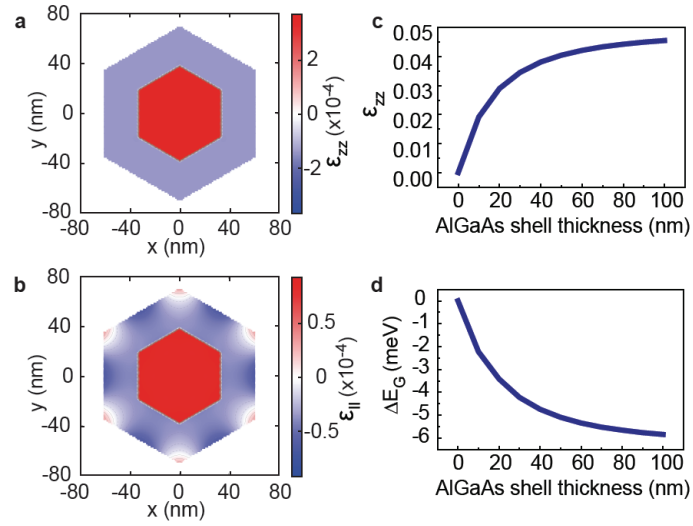 a
80
40
0
-40
-80
y (nm)
-80 -40 0 40 80
x (nm)
2
0
-2
εzz (x10-4)
b
80
40
0
-40
-80
y (nm)
-80 -40 0 40 80
x (nm)
0.5
0
-0.5
εII (x10-4)
c
0.05
0.04
0.03
0.02
0.01
0.00
εzz
0 20 40 60 80 100
AlGaAs shell thickness (nm)
d
0
-1
-2
-3
-4
-5
-6
ΔEG (meV)
0 20 40 60 80 100
AlGaAs shell thickness (nm)